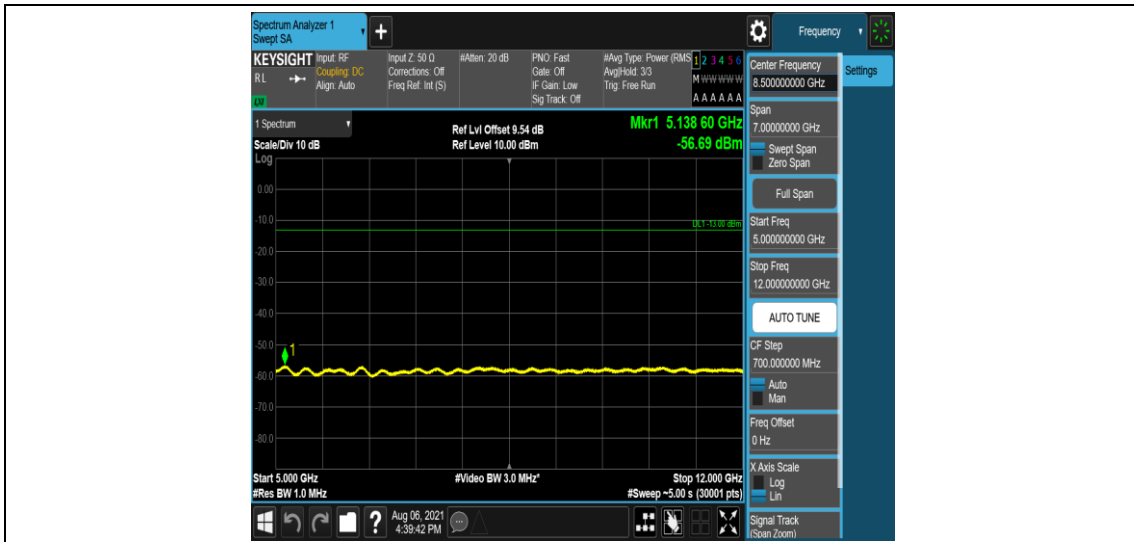 Spectrum Analyzer 1
Swept SA
+
Frequency
KEYSIGHT
RL
LM
Input: RF
Coupling: DC
Align: Auto
Input Z: 50 Ω
Corrections: Off
Freq Ref: Int (S)
#Atten: 20 dB
PNO: Fast
Gate: Off
IF Gain: Low
Sig Track: Off
#Avg Type: Power (RMS
Avg|Hold: 3/3
Trig: Free Run
1 2 3 4 5 6
M W W W W W
A A A A A A
1 Spectrum
Scale/Div 10 dB
Ref Lvl Offset 9.54 dB
Ref Level 10.00 dBm
Mkr1 5.138 60 GHz
-56.69 dBm
Log
0.00
-10.0
-20.0
-30.0
-40.0
-50.0
-60.0
-70.0
-80.0
DL1 -13.00 dBm
1
Start 5.000 GHz
#Res BW 1.0 MHz
#Video BW 3.0 MHz*
Stop 12.000 GHz
#Sweep ~5.00 s (30001 pts)
Aug 06, 2021
4:39:42 PM
?
Center Frequency
8.500000000 GHz
Settings
Span
7.00000000 GHz
Swept Span
Zero Span
Full Span
Start Freq
5.000000000 GHz
Stop Freq
12.000000000 GHz
AUTO TUNE
CF Step
700.000000 MHz
Auto
Man
Freq Offset
0 Hz
X Axis Scale
Log
Lin
Signal Track
(Span Zoom)